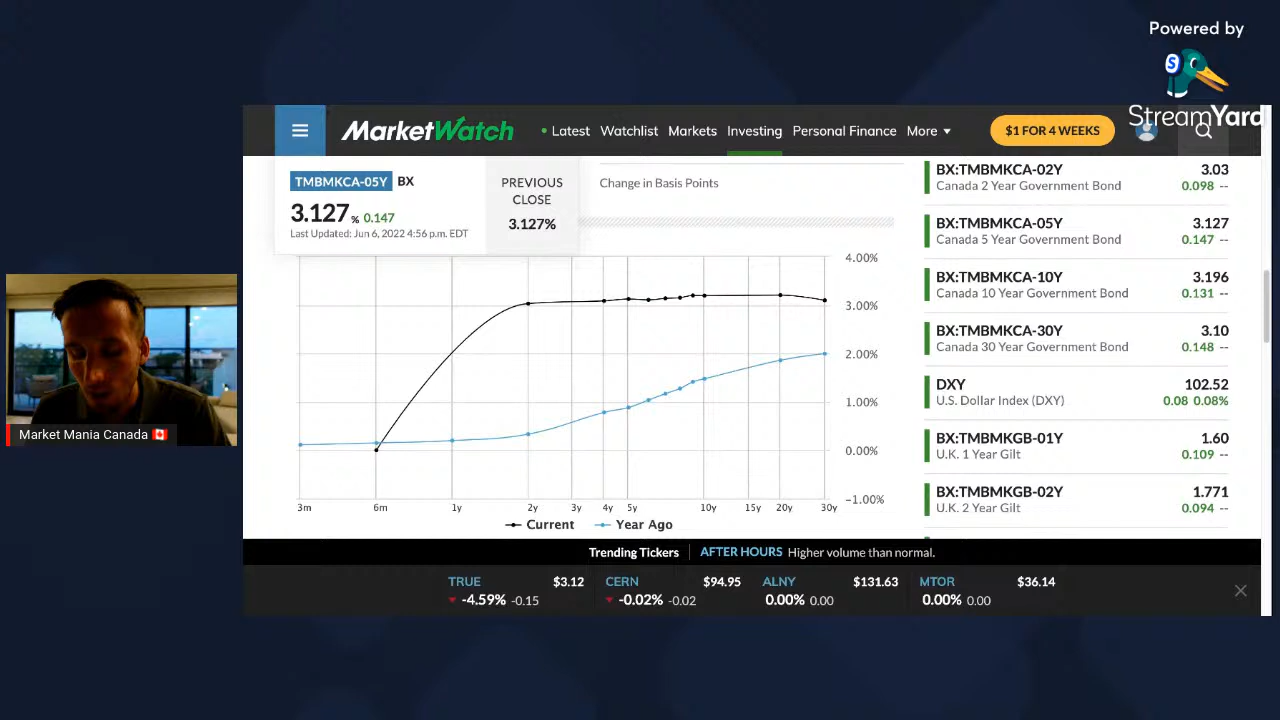 Powered by
S
StreamYard
MarketWatch
Latest Watchlist Markets Investing Personal Finance More
$1 FOR 4 WEEKS
TMBMKCA-05Y BX
3.127 % 0.147
Last Updated: Jun 6, 2022 4:56 p.m. EDT
PREVIOUS
CLOSE
3.127%
Change in Basis Points
4.00%
3.00%
2.00%
1.00%
0.00%
−1.00%
3m 6m 1y 2y 3y 4y 5y 10y 15y 20y 30y
Current Year Ago
BX:TMBMKCA-02Y 3.03
Canada 2 Year Government Bond 0.098 --
BX:TMBMKCA-05Y 3.127
Canada 5 Year Government Bond 0.147 --
BX:TMBMKCA-10Y 3.196
Canada 10 Year Government Bond 0.131 --
BX:TMBMKCA-30Y 3.10
Canada 30 Year Government Bond 0.148 --
DXY 102.52
U.S. Dollar Index (DXY) 0.08 0.08%
BX:TMBMKGB-01Y 1.60
U.K. 1 Year Gilt 0.109 --
BX:TMBMKGB-02Y 1.771
U.K. 2 Year Gilt 0.094 --
Market Mania Canada 🇨🇦
Trending Tickers AFTER HOURS Higher volume than normal.
TRUE $3.12 CERN $94.95 ALNY $131.63 MTOR $36.14
-4.59% -0.15 -0.02% -0.02 0.00% 0.00 0.00% 0.00